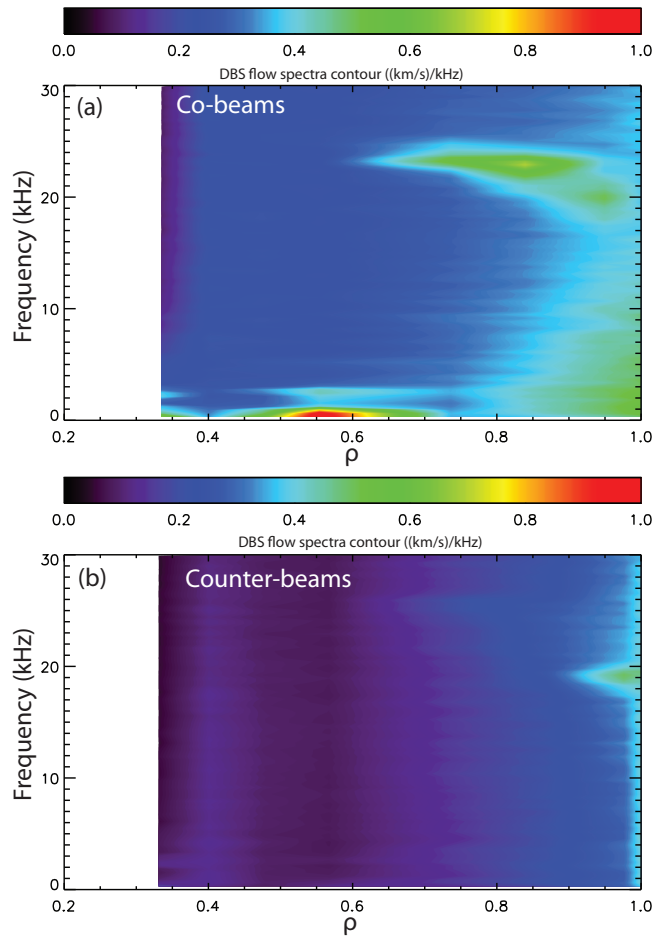 0.0 0.2 0.4 0.6 0.8 1.0
DBS flow spectra contour ((km/s)/kHz)
30
(a)
Co-beams
20
Frequency (kHz)
10
0
0.2 0.4 0.6 0.8 1.0
ρ
0.0 0.2 0.4 0.6 0.8 1.0
DBS flow spectra contour ((km/s)/kHz)
30
(b)
Counter-beams
20
Frequency (kHz)
10
0
0.2 0.4 0.6 0.8 1.0
ρ